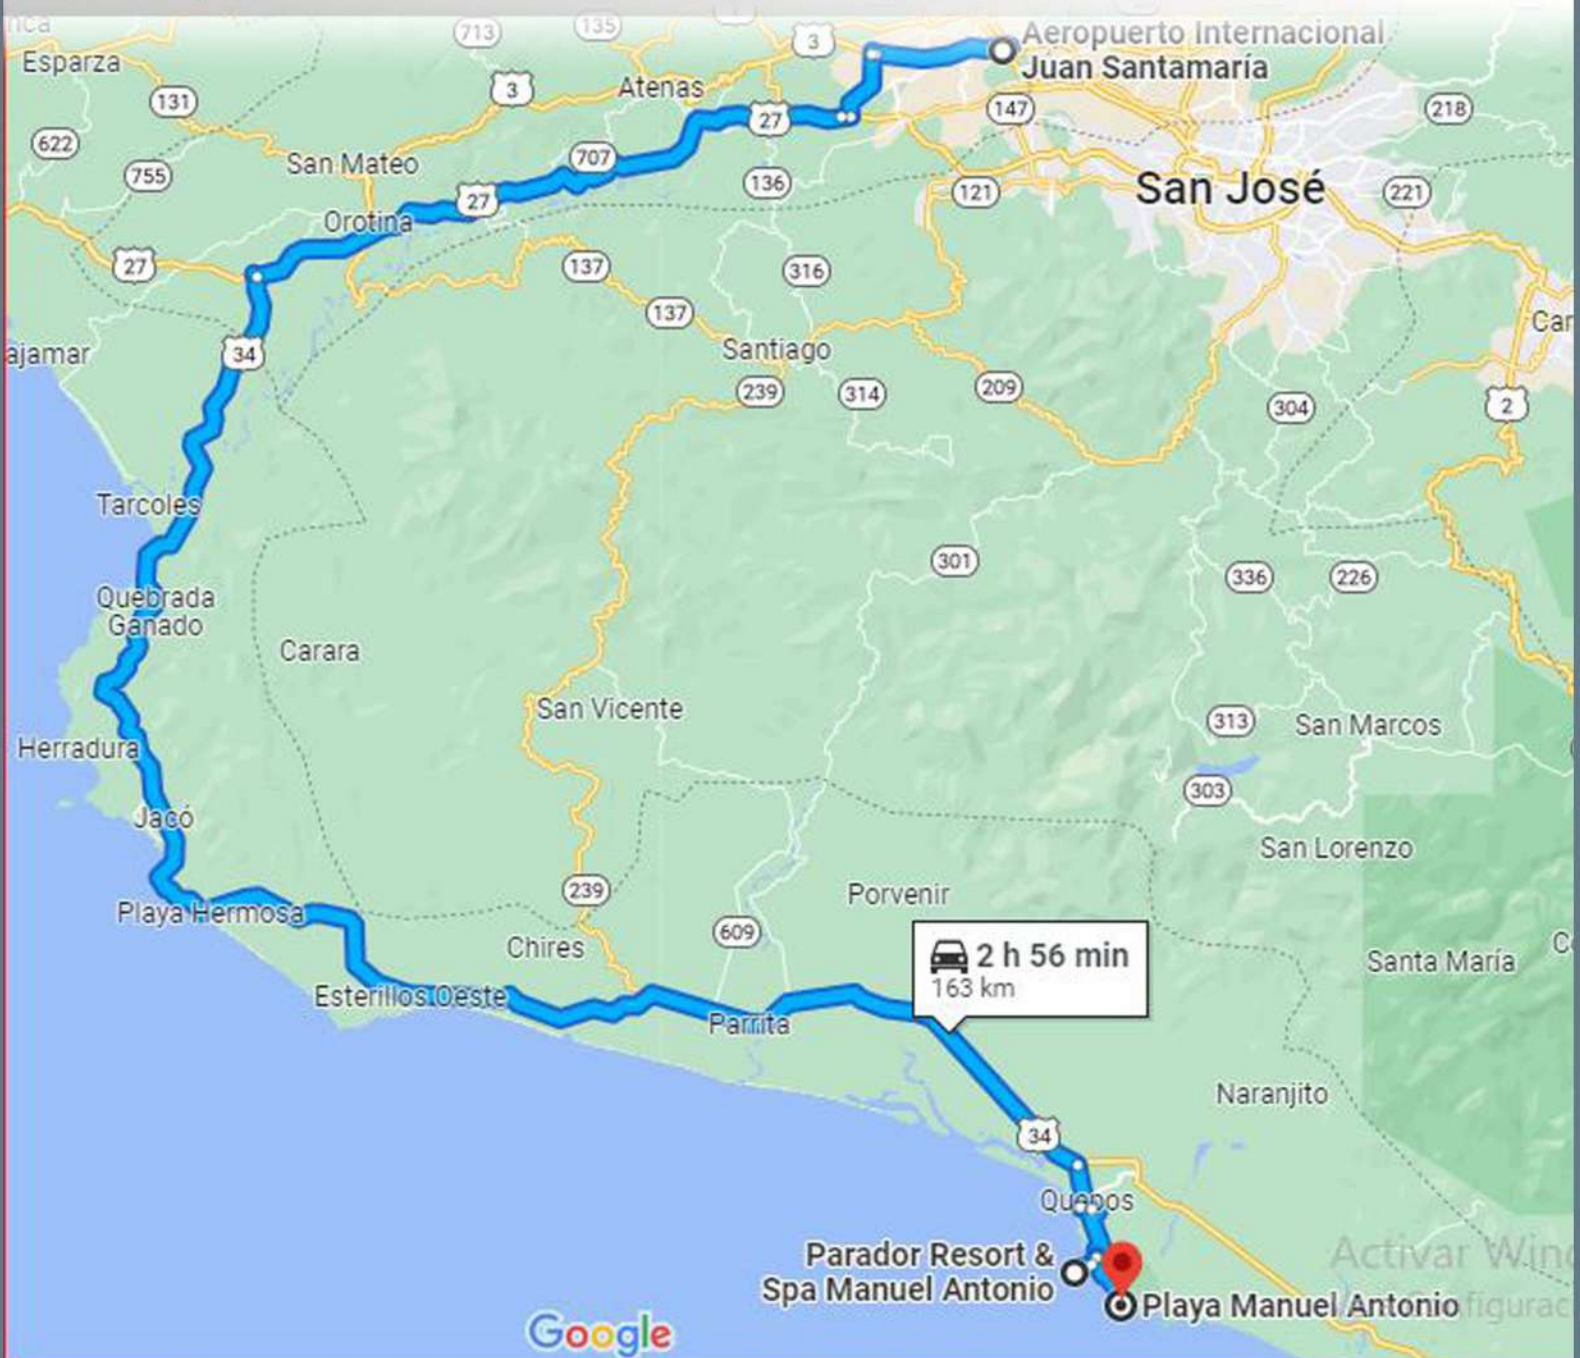 713
135
3
Aeropuerto Internacional
Juan Santamaría
Esparza
131
3
Atenas
27
147
218
622
755
San Mateo
707
136
121
San José
221
27
Orotina
27
137
316
137
34
Santiago
239
314
209
304
2
ajamar
Car
Tarcoles
301
336
226
Quebrada
Ganado
Carara
San Vicente
313
San Marcos
Herradura
303
Jacó
San Lorenzo
239
Porvenir
Playa Hermosa
609
Chires
2 h 56 min
163 km
Santa María
Esterillos Oeste
Parrita
Naranjito
34
Quepos
Parador Resort &
Spa Manuel Antonio
Activar Wind
Playa Manuel Antonio
figurac
Google